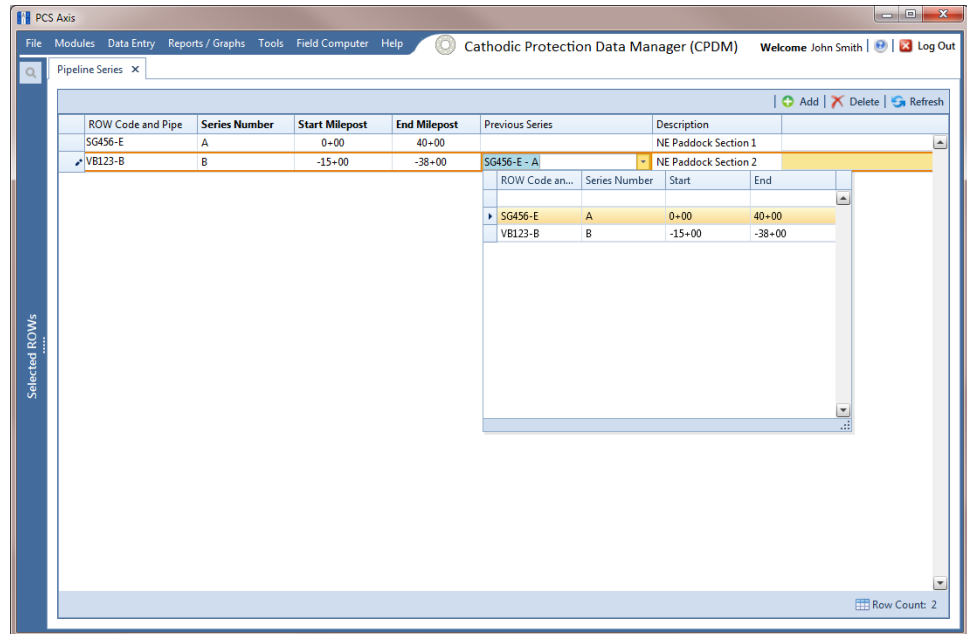 PCS Axis
File Modules Data Entry Reports / Graphs Tools Field Computer Help Cathodic Protection Data Manager (CPDM) Welcome John Smith | | Log Out
Pipeline Series
| Add | Delete | Refresh
ROW Code and Pipe Series Number Start Milepost End Milepost Previous Series Description
SG456-E A 0+00 40+00 NE Paddock Section 1
VB123-B B -15+00 -38+00 SG456-E - A NE Paddock Section 2
ROW Code an... Series Number Start End
SG456-E A 0+00 40+00
VB123-B B -15+00 -38+00
Selected ROWs
Row Count: 2